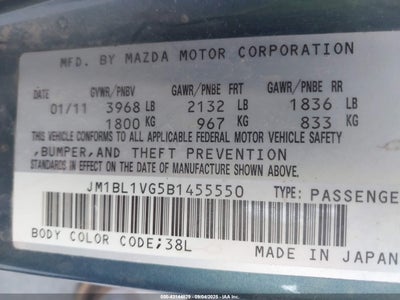 MFD. BY MAZDA MOTOR CORPORATION
DATE GVWR/PNBV GAWR/PNBE FRT GAWR/PNBE RR
01/11 3968 LB 2132 LB 1836 LB
1800 KG 967 KG 833 KG
THIS VEHICLE CONFORMS TO ALL APPLICABLE FEDERAL MOTOR VEHICLE SAFETY
,BUMPER,AND THEFT PREVENTION
STANDARDS IN EFFECT ON THE DATE OF MANUFACTURE SHOWN ABOVE.
JM1BL1VG5B1455550 TYPE: PASSENGE
BODY COLOR CODE;38L MADE IN JAPAN